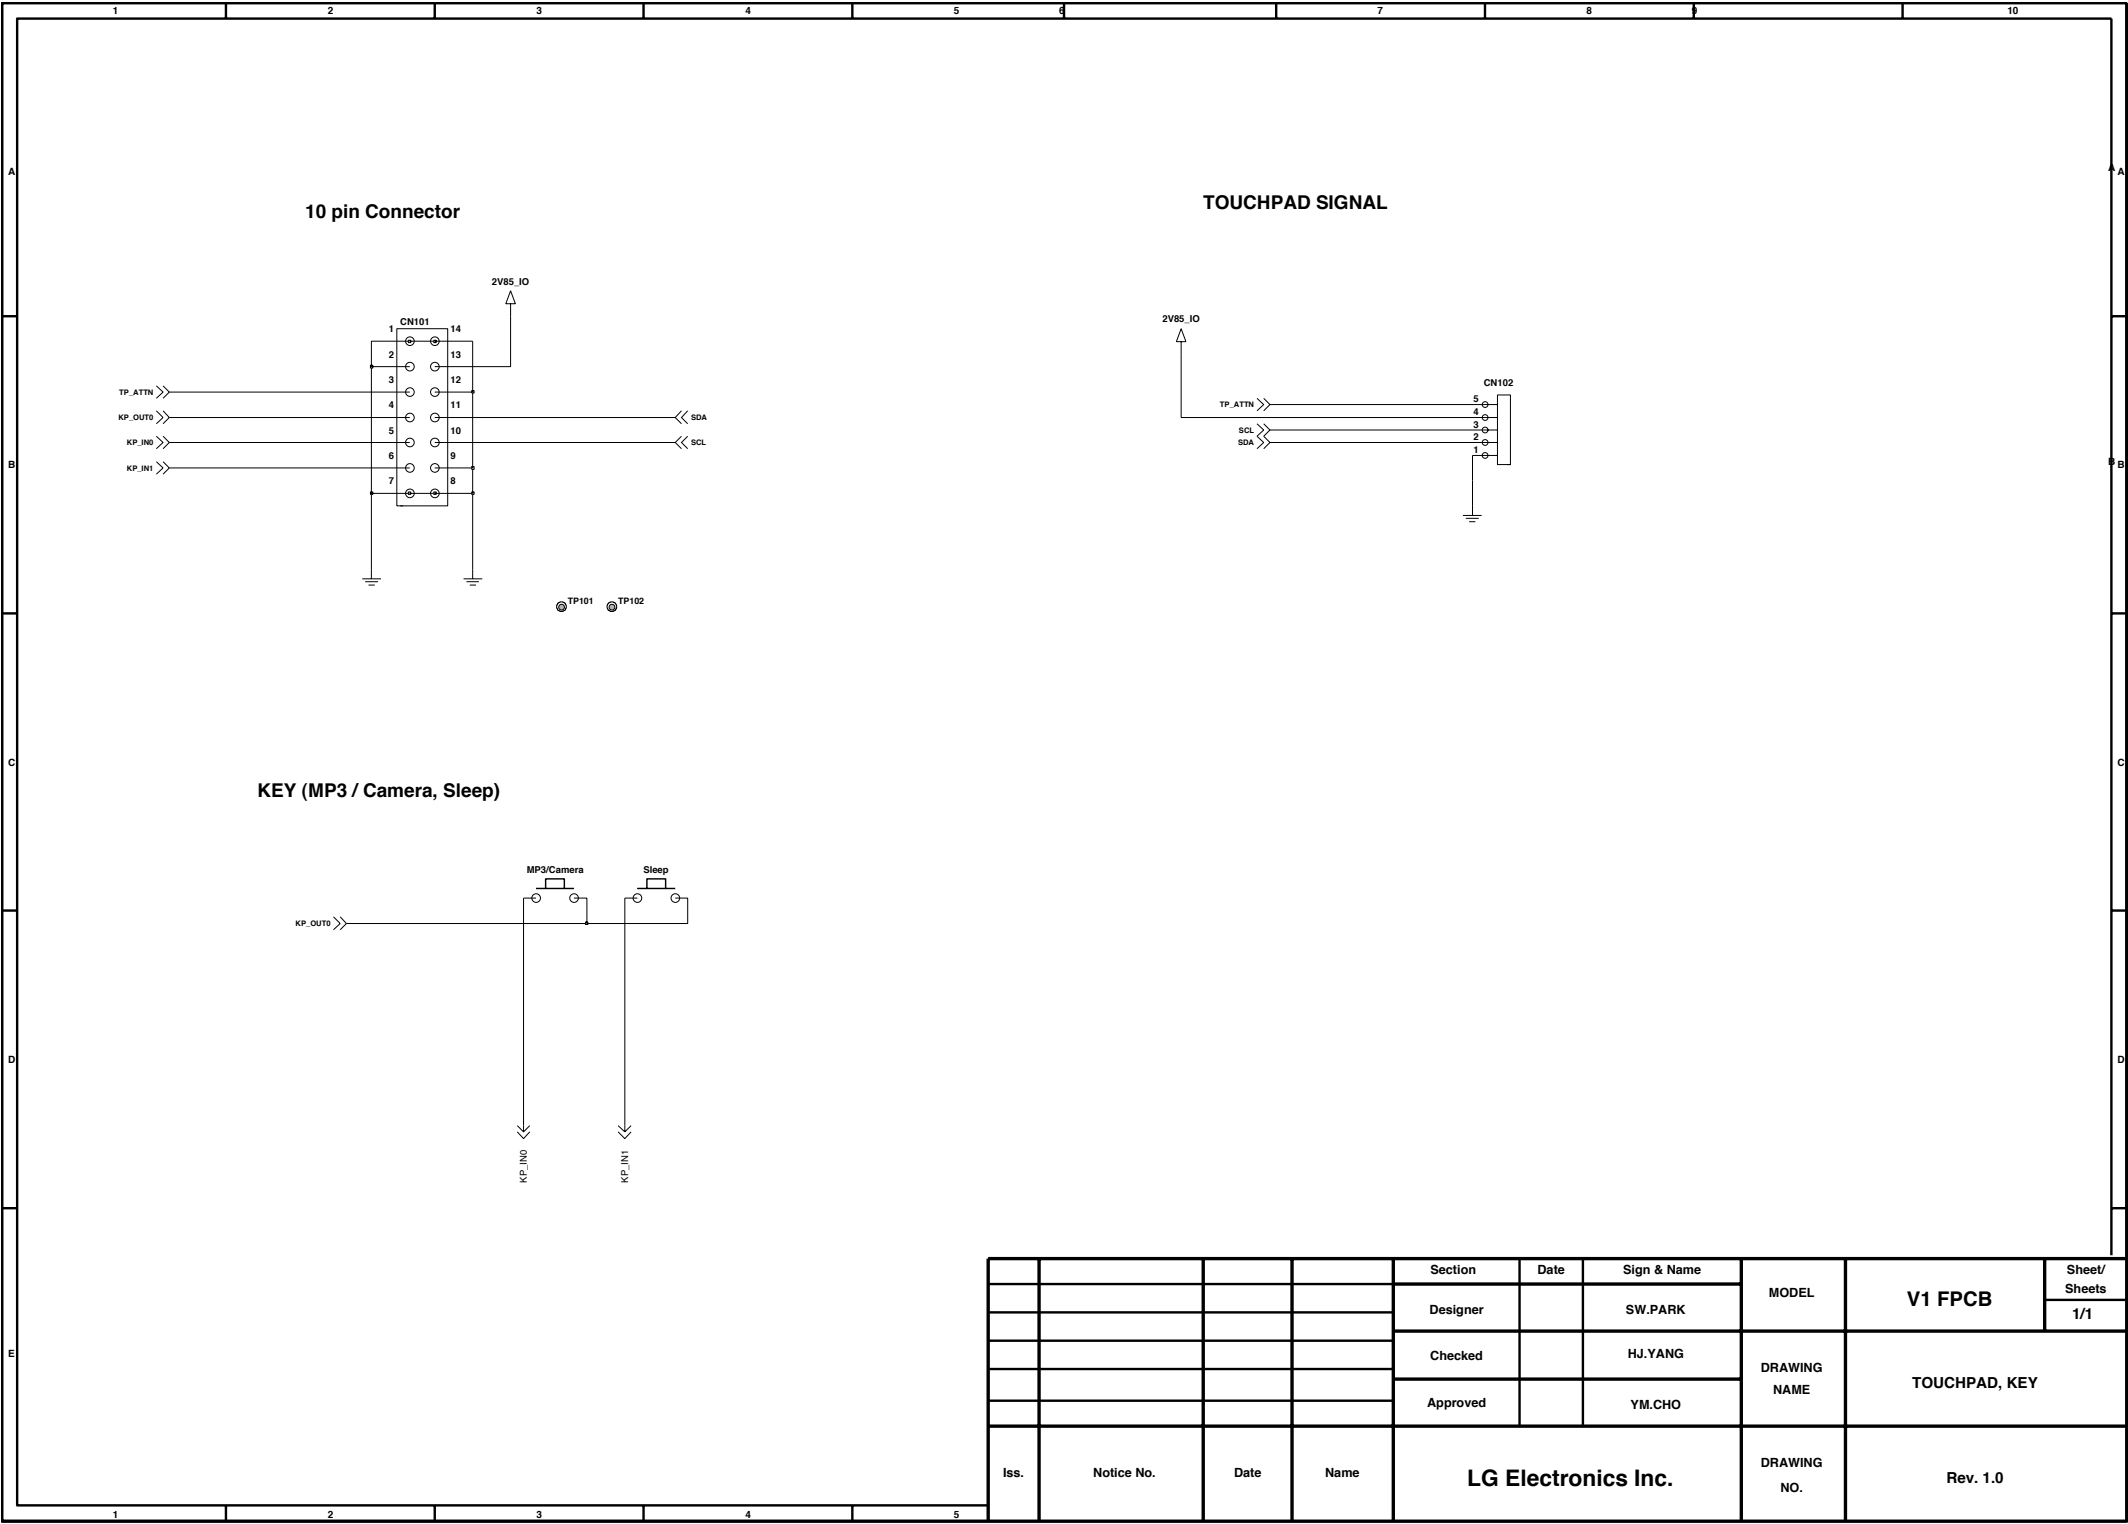 1 2 3 4 5 6 7 8 9 10
A
A A
10 pin Connector
TOUCHPAD SIGNAL
2V85_IO
CN101
1 14
2 13
3 12
4 11
5 10
6 9
7 8
TP_ATTN
KP_OUT0
KP_IN0
KP_IN1
SDA
SCL
TP101 TP102
2V85_IO
CN102
TP_ATTN
SCL
SDA
5
4
3
2
1
B
B B
C
C
KEY (MP3 / Camera, Sleep)
MP3/Camera Sleep
KP_OUT0
KP_IN0
KP_IN1
D
D
E
Section Date Sign & Name
Designer SW.PARK
Checked HJ.YANG
Approved YM.CHO
MODEL
V1 FPCB
Sheet/
Sheets
1/1
DRAWING
NAME
TOUCHPAD, KEY
Iss. Notice No. Date Name
LG Electronics Inc.
DRAWING
NO.
Rev. 1.0
1 2 3 4 5